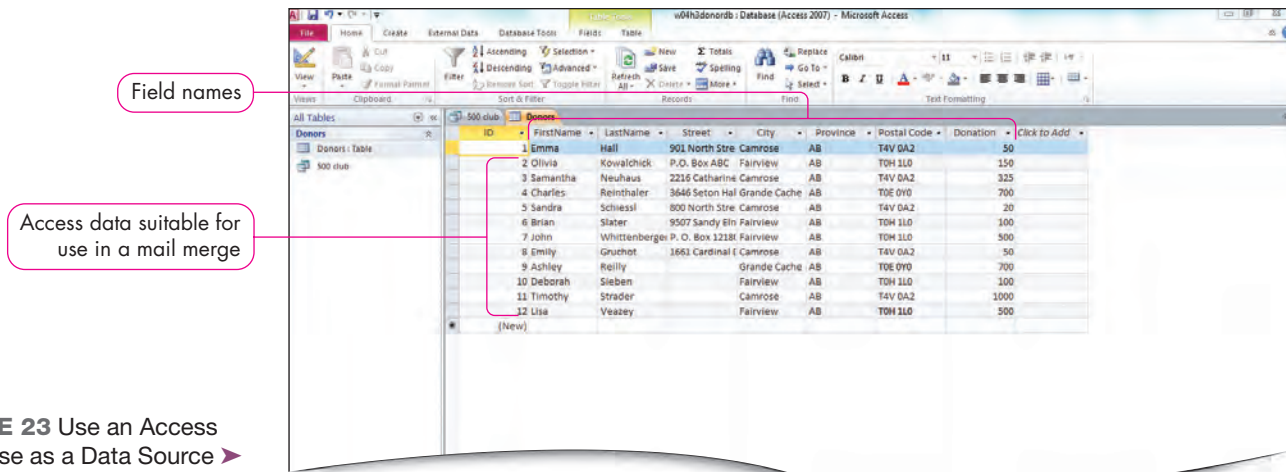 w04h3donordb : Database (Access 2007) - Microsoft Access
File Home Create External Data Database Tools Fields Table
View Paste Cut Copy Format Painter
Filter Ascending Descending Remove Sort Selection Advanced Toggle Filter
Refresh All New Save Delete Totals Spelling More
Find Replace Go To Select
Calibri 11
B I U A
Views Clipboard Sort & Filter Records Find Text Formatting
Field names
All Tables
Donors
Donors : Table
500 club
500 club Donors
ID FirstName LastName Street City Province Postal Code Donation Click to Add
1 Emma Hall 901 North Stre Camrose AB T4V 0A2 50
2 Olivia Kowalchick P.O. Box ABC Fairview AB T0H 1L0 150
3 Samantha Neuhaus 2216 Catharine Camrose AB T4V 0A2 325
4 Charles Reinthaler 3646 Seton Hal Grande Cache AB T0E 0Y0 700
5 Sandra Schiessl 800 North Stre Camrose AB T4V 0A2 20
6 Brian Slater 9507 Sandy Eln Fairview AB T0H 1L0 100
7 John Whittenberger P. O. Box 1218 Fairview AB T0H 1L0 500
8 Emily Gruchot 1661 Cardinal Camrose AB T4V 0A2 50
9 Ashley Reilly Grande Cache AB T0E 0Y0 700
10 Deborah Sieben Fairview AB T0H 1L0 100
11 Timothy Strader Camrose AB T4V 0A2 1000
12 Lisa Veazey Fairview AB T0H 1L0 500
(New)
Access data suitable for
use in a mail merge
E 23 Use an Access
se as a Data Source ➤